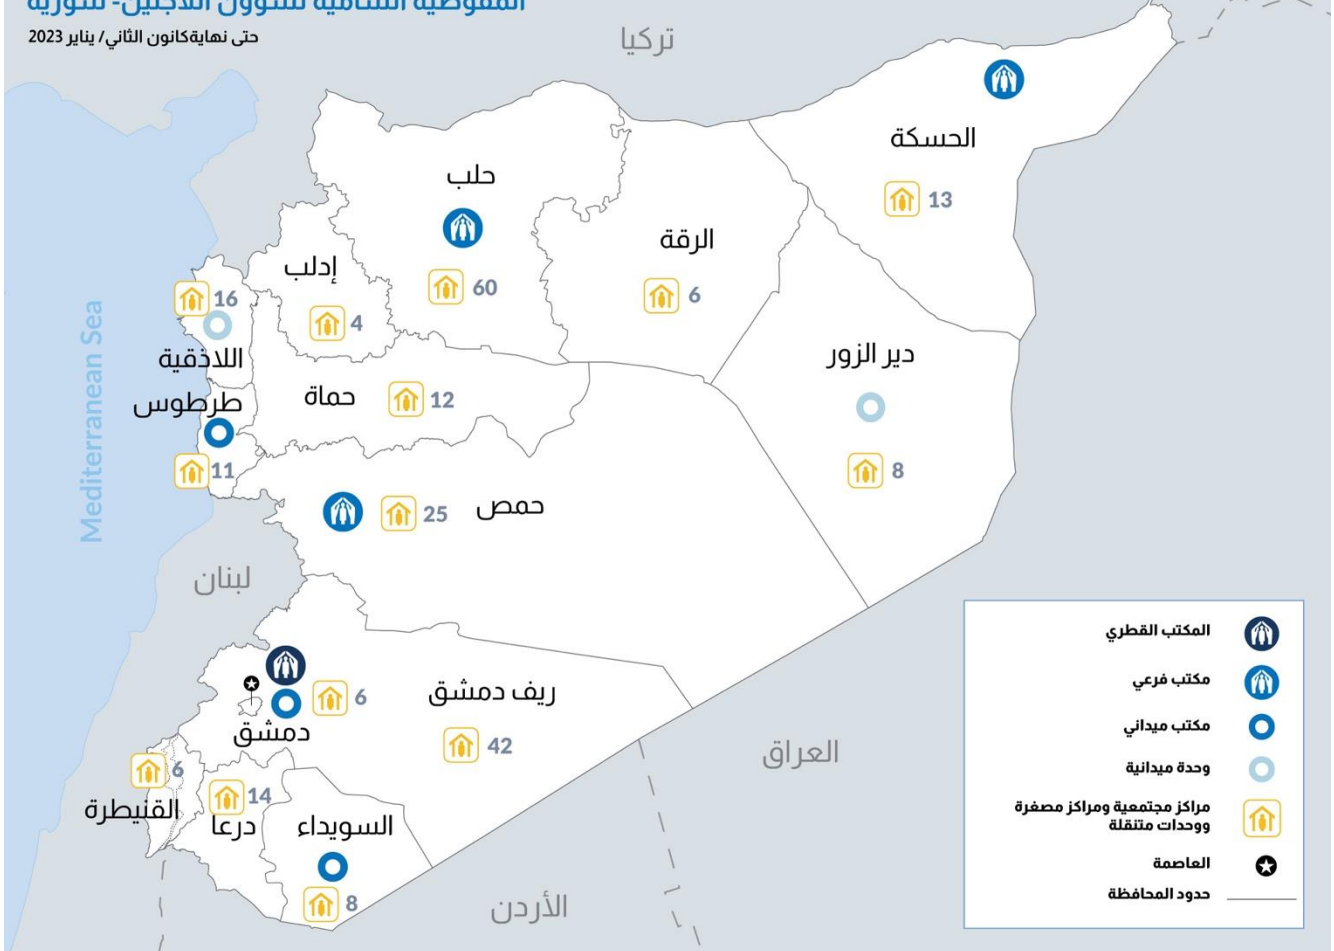 المفوضية السامية لشؤون اللاجئين- سورية
حتى نهايةكانون الثاني/ يناير 2023
تركيا
الحسكة
13
حلب
60
الرقة
6
إدلب
4
16
اللاذقية
دير الزور
8
حماة
12
طرطوس
11
Mediterranean Sea
حمص
25
لبنان
ريف دمشق
42
6
دمشق
العراق
6
القنيطرة
14
درعا
السويداء
8
الأردن
المكتب القطري
مكتب فرعي
مكتب ميداني
وحدة ميدانية
مراكز مجتمعية ومراكز مصغرة
ووحدات متنقلة
العاصمة
حدود المحافظة